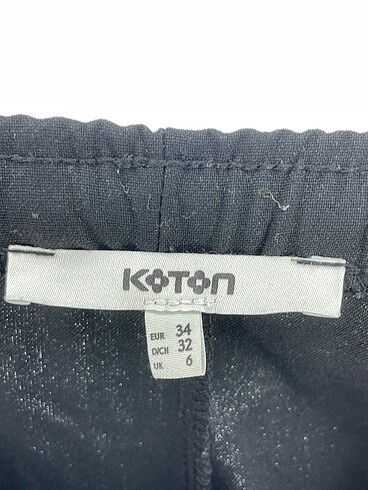 KOTON
EUR 34
D/CH 32
UK 6